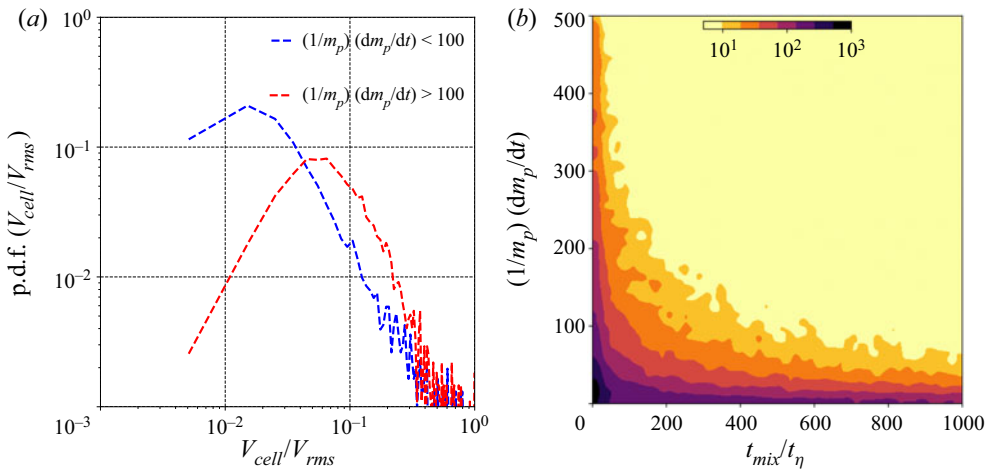 (a)
10^0
10^-1
10^-2
10^-3
10^-3
10^-2
10^-1
10^0
p.d.f. (V_cell/V_rms)
V_cell/V_rms
(1/m_p) (dm_p/dt) < 100
(1/m_p) (dm_p/dt) > 100
(b)
500
400
300
200
100
0
200
400
600
800
1000
(1/m_p) (dm_p/dt)
t_mix/t_η
10^1
10^2
10^3